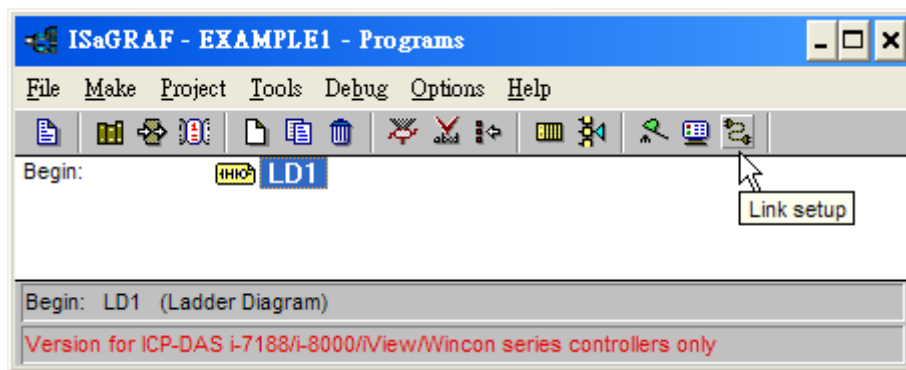 ISaGRAF - EXAMPLE1 - Programs
File Make Project Tools Debug Options Help
Begin: LD1
Link setup
Begin: LD1 (Ladder Diagram)
Version for ICP-DAS i-7188/i-8000/iView/Wincon series controllers only